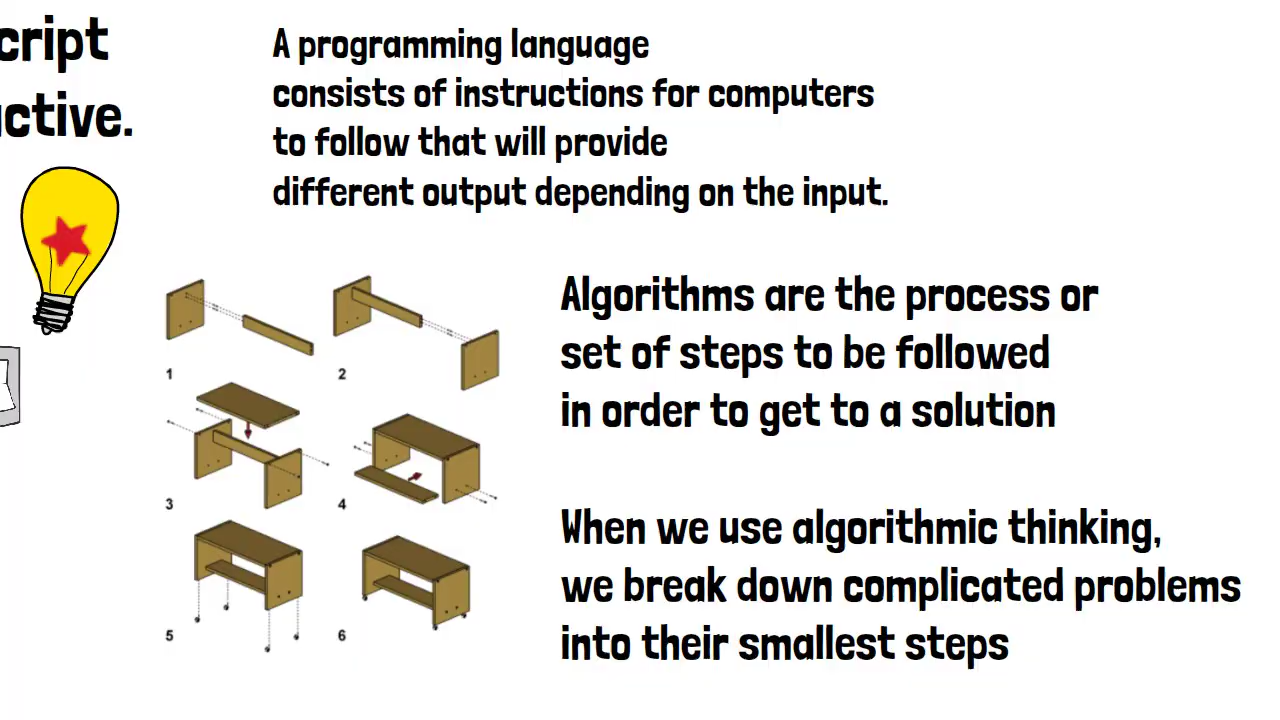 cript
ctive.
A programming language
consists of instructions for computers
to follow that will provide
different output depending on the input.
1
2
3
4
5
6
Algorithms are the process or
set of steps to be followed
in order to get to a solution
When we use algorithmic thinking,
we break down complicated problems
into their smallest steps